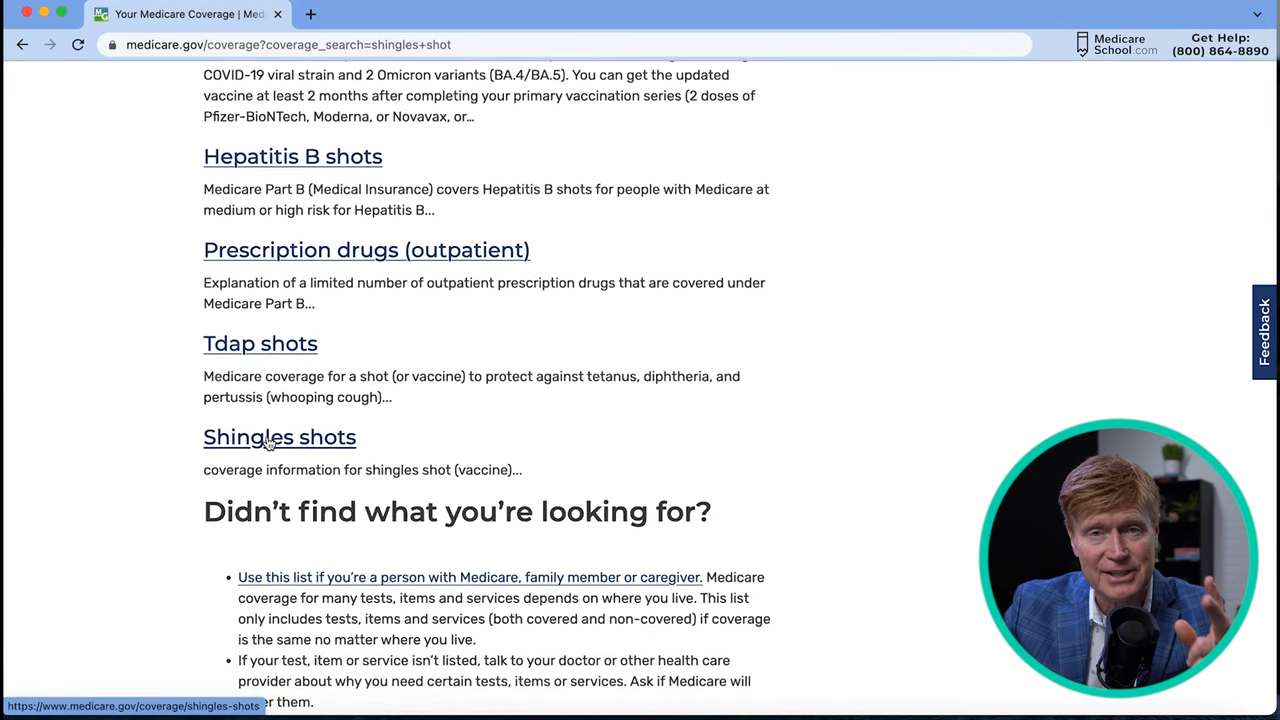 Your Medicare Coverage | Med
medicare.gov/coverage?coverage_search=shingles+shot
Medicare
School.com
Get Help:
(800) 864-8890
COVID-19 viral strain and 2 Omicron variants (BA.4/BA.5). You can get the updated
vaccine at least 2 months after completing your primary vaccination series (2 doses of
Pfizer-BioNTech, Moderna, or Novavax, or…
Hepatitis B shots
Medicare Part B (Medical Insurance) covers Hepatitis B shots for people with Medicare at
medium or high risk for Hepatitis B...
Prescription drugs (outpatient)
Explanation of a limited number of outpatient prescription drugs that are covered under
Medicare Part B...
Tdap shots
Medicare coverage for a shot (or vaccine) to protect against tetanus, diphtheria, and
pertussis (whooping cough)...
Shingles shots
coverage information for shingles shot (vaccine)...
Didn’t find what you’re looking for?
• Use this list if you’re a person with Medicare, family member or caregiver. Medicare
coverage for many tests, items and services depends on where you live. This list
only includes tests, items and services (both covered and non-covered) if coverage
is the same no matter where you live.
• If your test, item or service isn’t listed, talk to your doctor or other health care
provider about why you need certain tests, items or services. Ask if Medicare will
them.
https://www.medicare.gov/coverage/shingles-shots
Feedback